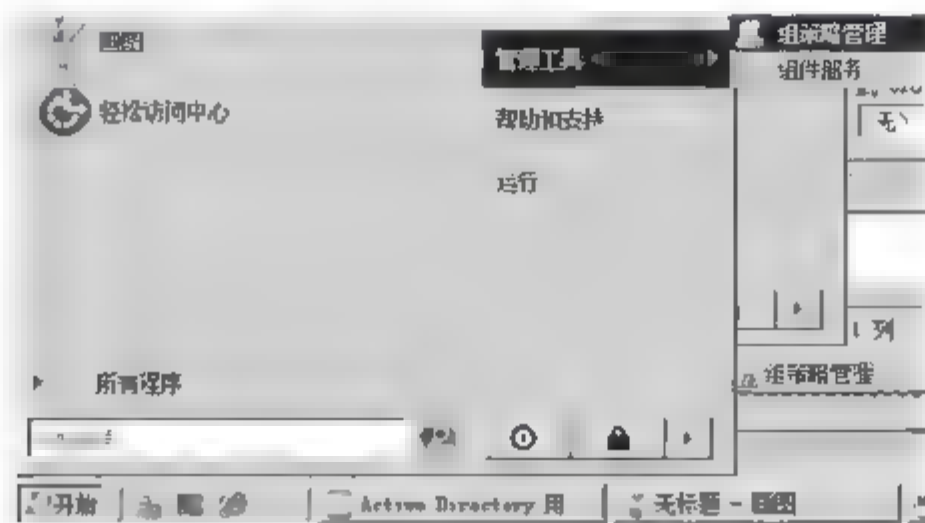 画图
轻松访问中心
所有程序
管理工具
帮助和支持
运行
组策略管理
组件服务
无
列
组策略管理
开始
Active Directory 用
无标题 - 画图